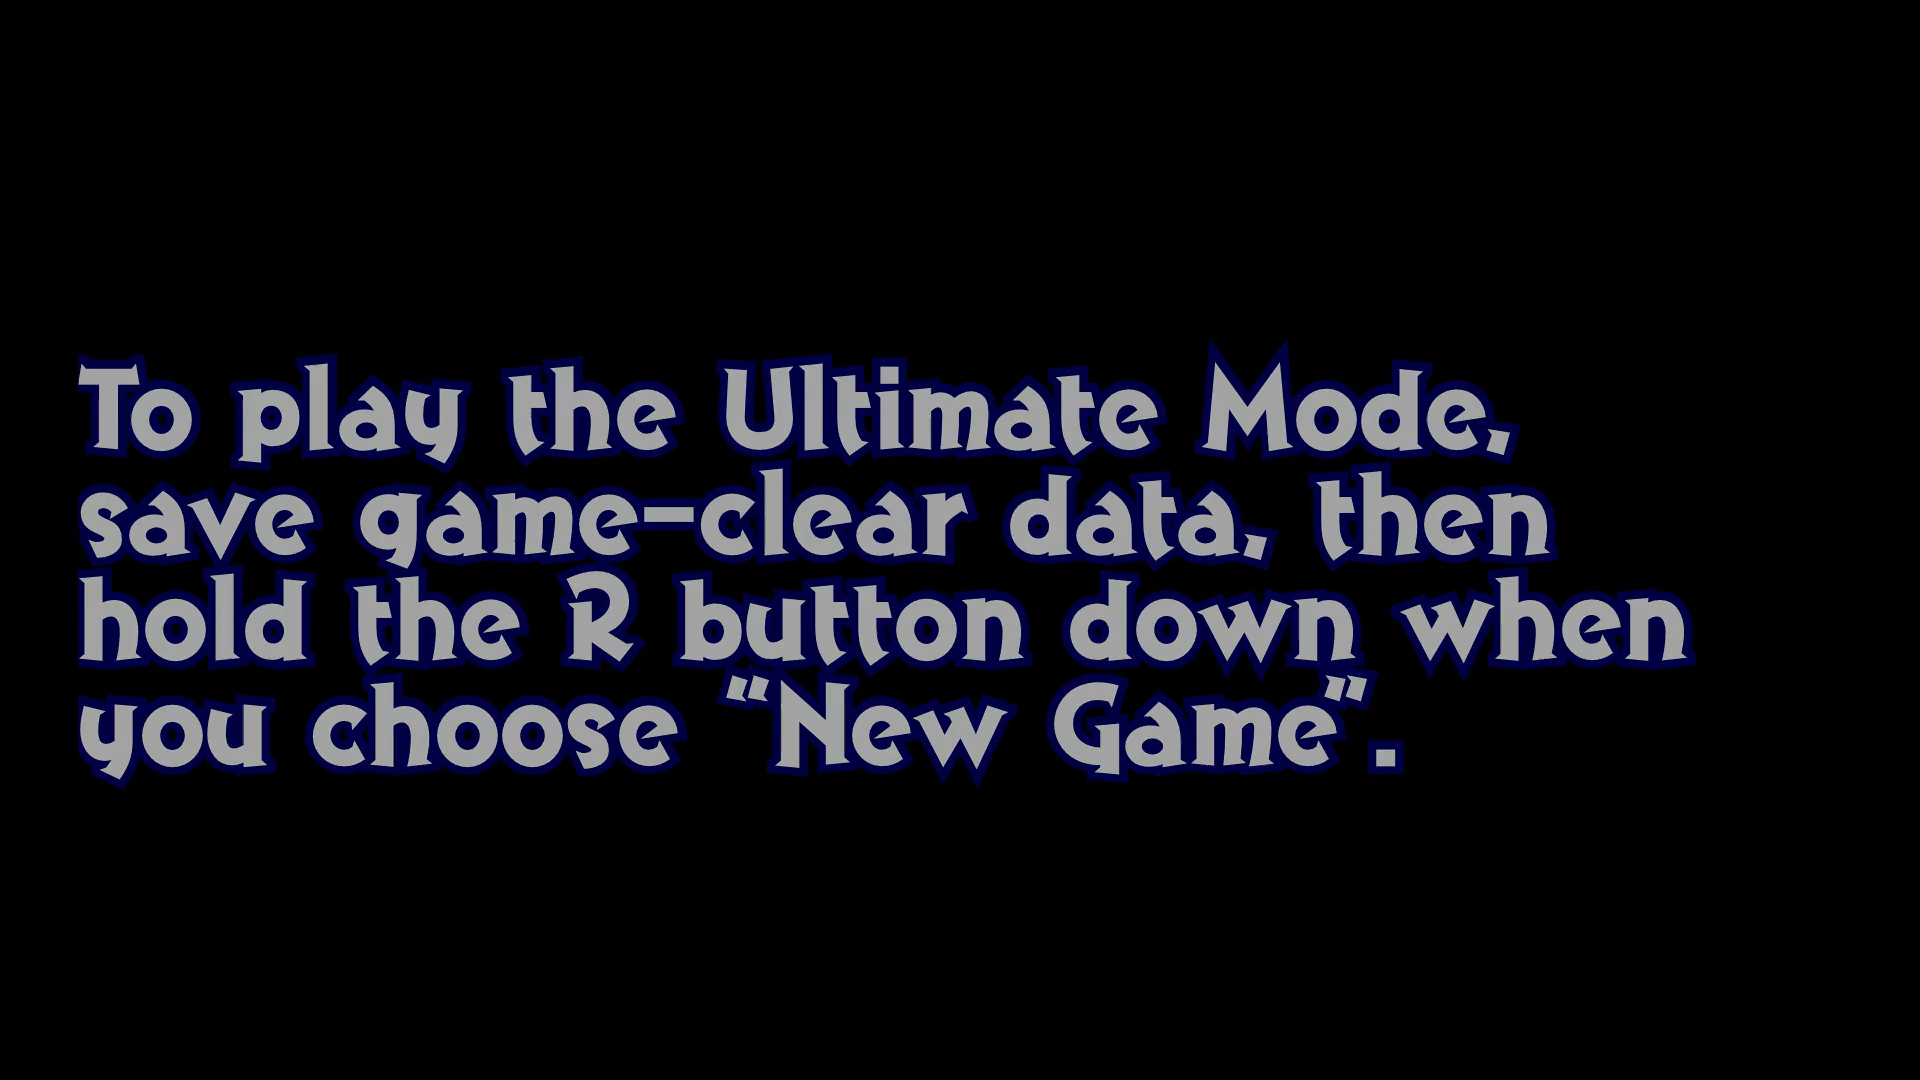 To play the Ultimate Mode,
save game-clear data, then
hold the R button down when
you choose “New Game”.